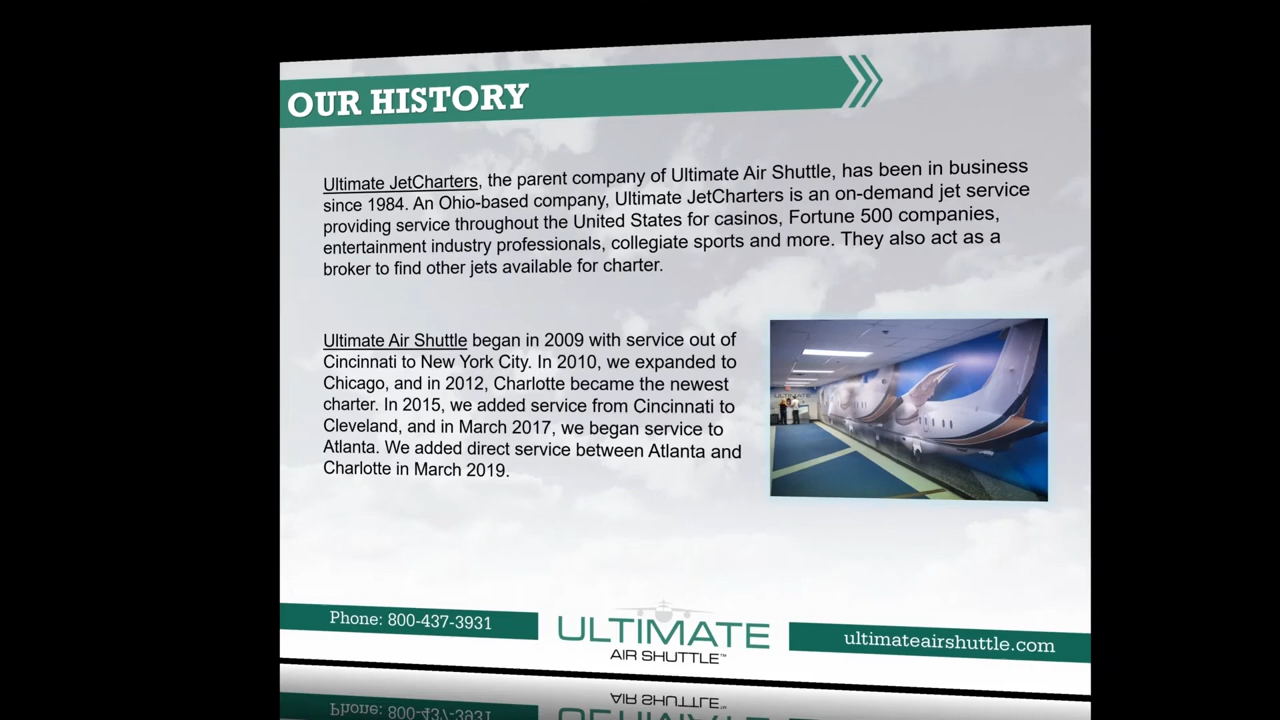 OUR HISTORY
Ultimate JetCharters, the parent company of Ultimate Air Shuttle, has been in business
since 1984. An Ohio-based company, Ultimate JetCharters is an on-demand jet service
providing service throughout the United States for casinos, Fortune 500 companies,
entertainment industry professionals, collegiate sports and more. They also act as a
broker to find other jets available for charter.
Ultimate Air Shuttle began in 2009 with service out of
Cincinnati to New York City. In 2010, we expanded to
Chicago, and in 2012, Charlotte became the newest
charter. In 2015, we added service from Cincinnati to
Cleveland, and in March 2017, we began service to
Atlanta. We added direct service between Atlanta and
Charlotte in March 2019.
ULTIMATE
Phone: 800-437-3931
ULTIMATE
AIR SHUTTLE™
ultimateairshuttle.com